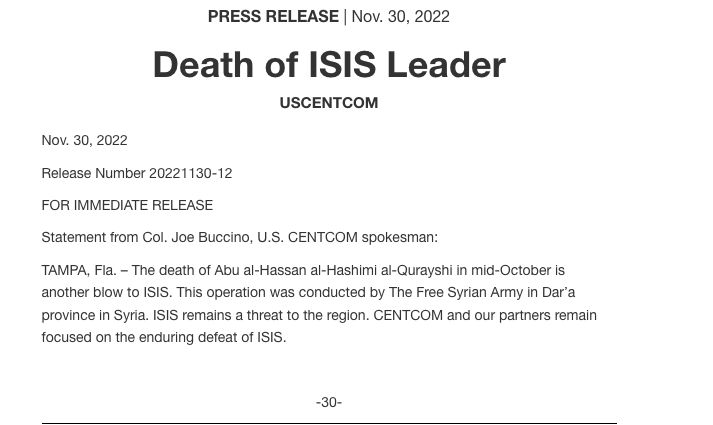 PRESS RELEASE | Nov. 30, 2022
Death of ISIS Leader
USCENTCOM
Nov. 30, 2022
Release Number 20221130-12
FOR IMMEDIATE RELEASE
Statement from Col. Joe Buccino, U.S. CENTCOM spokesman:
TAMPA, Fla. – The death of Abu al-Hassan al-Hashimi al-Qurayshi in mid-October is
another blow to ISIS. This operation was conducted by The Free Syrian Army in Dar’a
province in Syria. ISIS remains a threat to the region. CENTCOM and our partners remain
focused on the enduring defeat of ISIS.
-30-